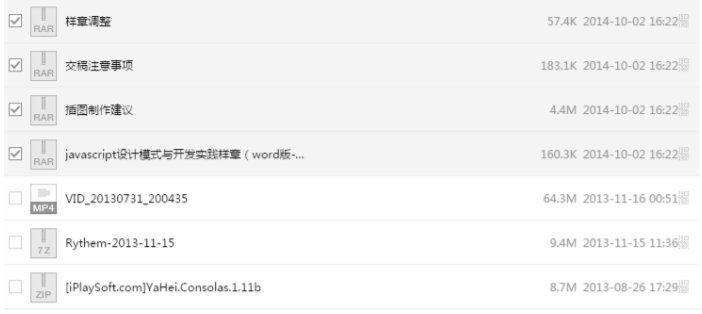 RAR 样章调整 57.4K 2014-10-02 16:22
RAR 交稿注意事项 183.1K 2014-10-02 16:22
RAR 插图制作建议 4.4M 2014-10-02 16:22
RAR javascript设计模式与开发实践样章（word版-... 160.3K 2014-10-02 16:22
MP4 VID_20130731_200435 64.3M 2013-11-16 00:51
7Z Rythem-2013-11-15 9.4M 2013-11-15 11:36
ZIP [iPlaySoft.com]YaHei.Consolas.1.11b 8.7M 2013-08-26 17:29